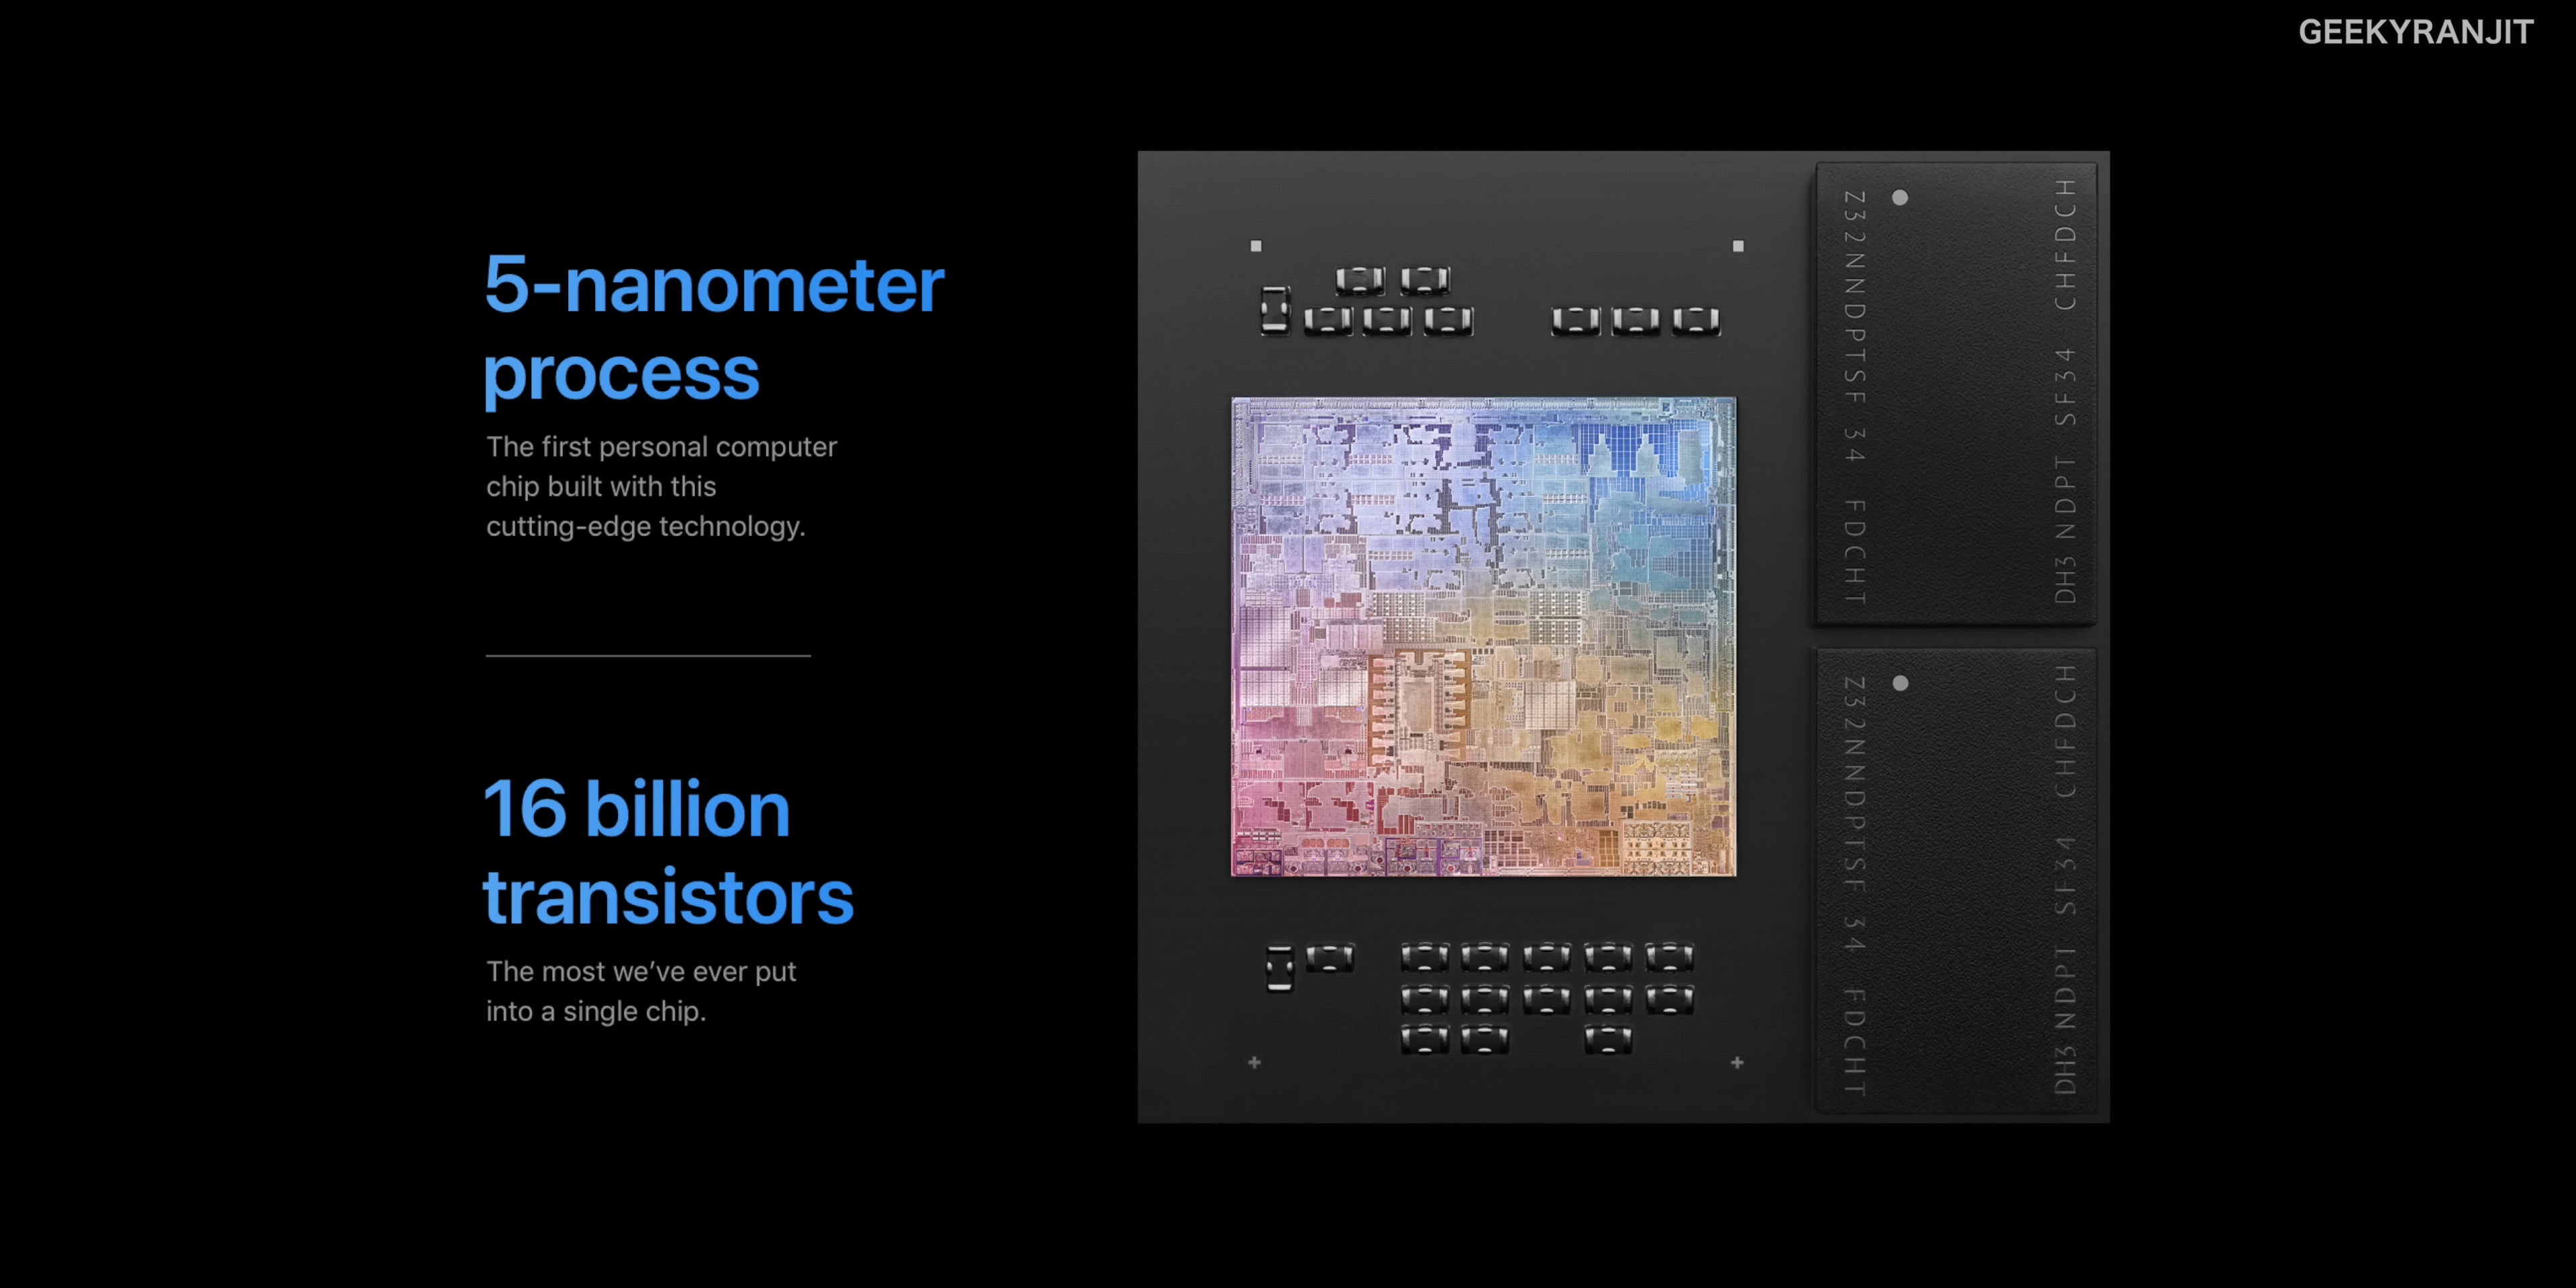 GEEKYRANJIT
5-nanometer
process
The first personal computer
chip built with this
cutting-edge technology.
16 billion
transistors
The most we’ve ever put
into a single chip.
Z32NNDPTSF 34 FDCHT
DH3 NDPT SF34 CHFDCH
Z32NNDPTSF 34 FDCHT
DH3 NDPT SF34 CHFDCH